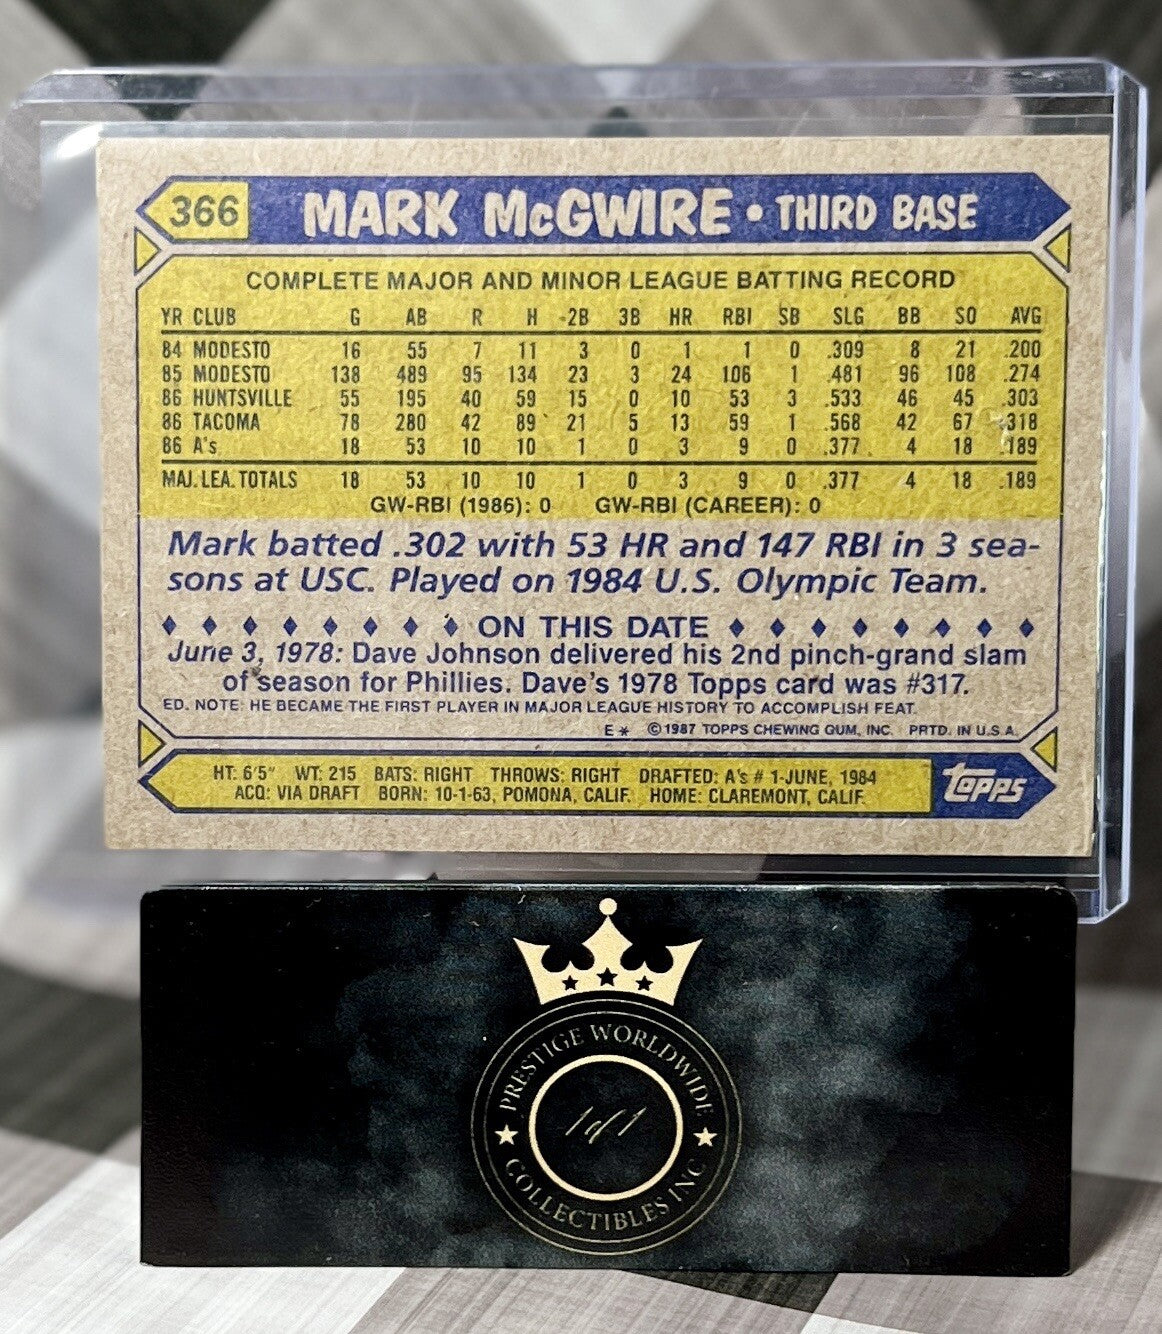 366 MARK McGWIRE • THIRD BASE
COMPLETE MAJOR AND MINOR LEAGUE BATTING RECORD
YR CLUB G AB R H 2B 3B HR RBI SB SLG BB SO AVG
84 MODESTO 16 55 7 11 3 0 1 1 0 .309 8 21 .200
85 MODESTO 138 489 95 134 23 3 24 106 1 .481 96 108 .274
86 HUNTSVILLE 55 195 40 59 15 0 10 53 3 .533 46 45 .303
86 TACOMA 78 280 42 89 21 5 13 59 1 .568 42 67 .318
86 A's 18 53 10 10 1 0 3 9 0 .377 4 18 .189
MAJ. LEA. TOTALS 18 53 10 10 1 0 3 9 0 .377 4 18 .189
GW-RBI (1986): 0 GW-RBI (CAREER): 0
Mark batted .302 with 53 HR and 147 RBI in 3 sea-
sons at USC. Played on 1984 U.S. Olympic Team.
♦ ♦ ♦ ♦ ♦ ♦ ♦ ♦ ON THIS DATE ♦ ♦ ♦ ♦ ♦ ♦ ♦
June 3, 1978: Dave Johnson delivered his 2nd pinch-grand slam
of season for Phillies. Dave's 1978 Topps card was #317.
ED. NOTE: HE BECAME THE FIRST PLAYER IN MAJOR LEAGUE HISTORY TO ACCOMPLISH FEAT.
E * © 1987 TOPPS CHEWING GUM, INC. PRTD. IN U.S.A.
HT: 6'5" WT: 215 BATS: RIGHT THROWS: RIGHT DRAFTED: A's # 1-JUNE, 1984
ACQ: VIA DRAFT BORN: 10-1-63, POMONA, CALIF. HOME: CLAREMONT, CALIF.
topps
PRESTIGE WORLDWIDE
1 of 1
COLLECTIBLES INC